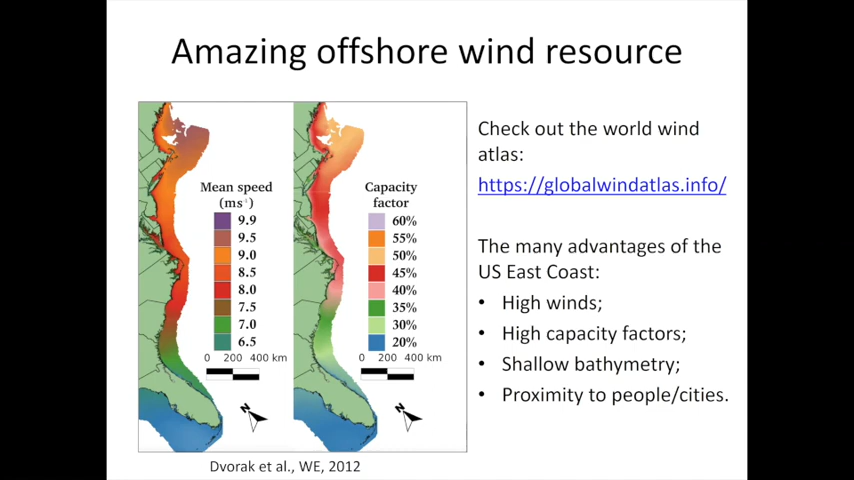 Amazing offshore wind resource
Mean speed
(ms⁻¹)
9.9
9.5
9.0
8.5
8.0
7.5
7.0
6.5
0 200 400 km
N
Capacity
factor
60%
55%
50%
45%
40%
35%
30%
20%
0 200 400 km
N
Dvorak et al., WE, 2012
Check out the world wind
atlas:
https://globalwindatlas.info/
The many advantages of the
US East Coast:
• High winds;
• High capacity factors;
• Shallow bathymetry;
• Proximity to people/cities.